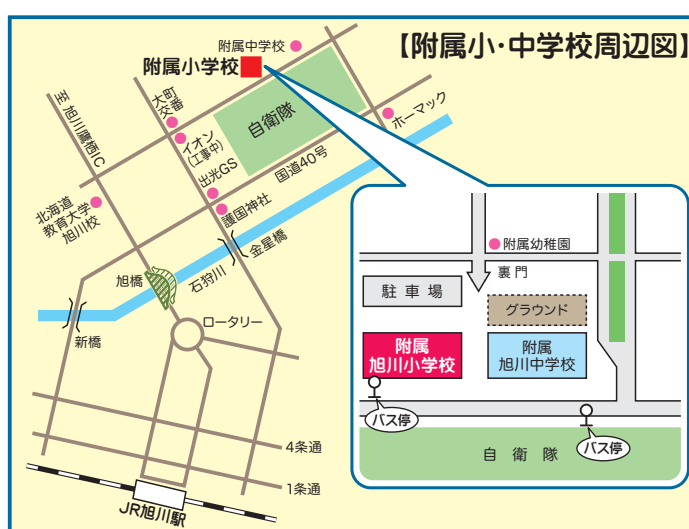 【附属小・中学校周辺図】
附属中学校
附属小学校
至 旭川鷹栖IC
大町
交番
イオン
(工事中)
出光GS
自衛隊
ホーマック
国道40号
北海道
教育大学
旭川校
護国神社
金星橋
石狩川
旭橋
新橋
ロータリー
4条通
1条通
JR旭川駅
附属幼稚園
裏門
駐車場
グラウンド
附属
旭川小学校
附属
旭川中学校
バス停
バス停
自衛隊